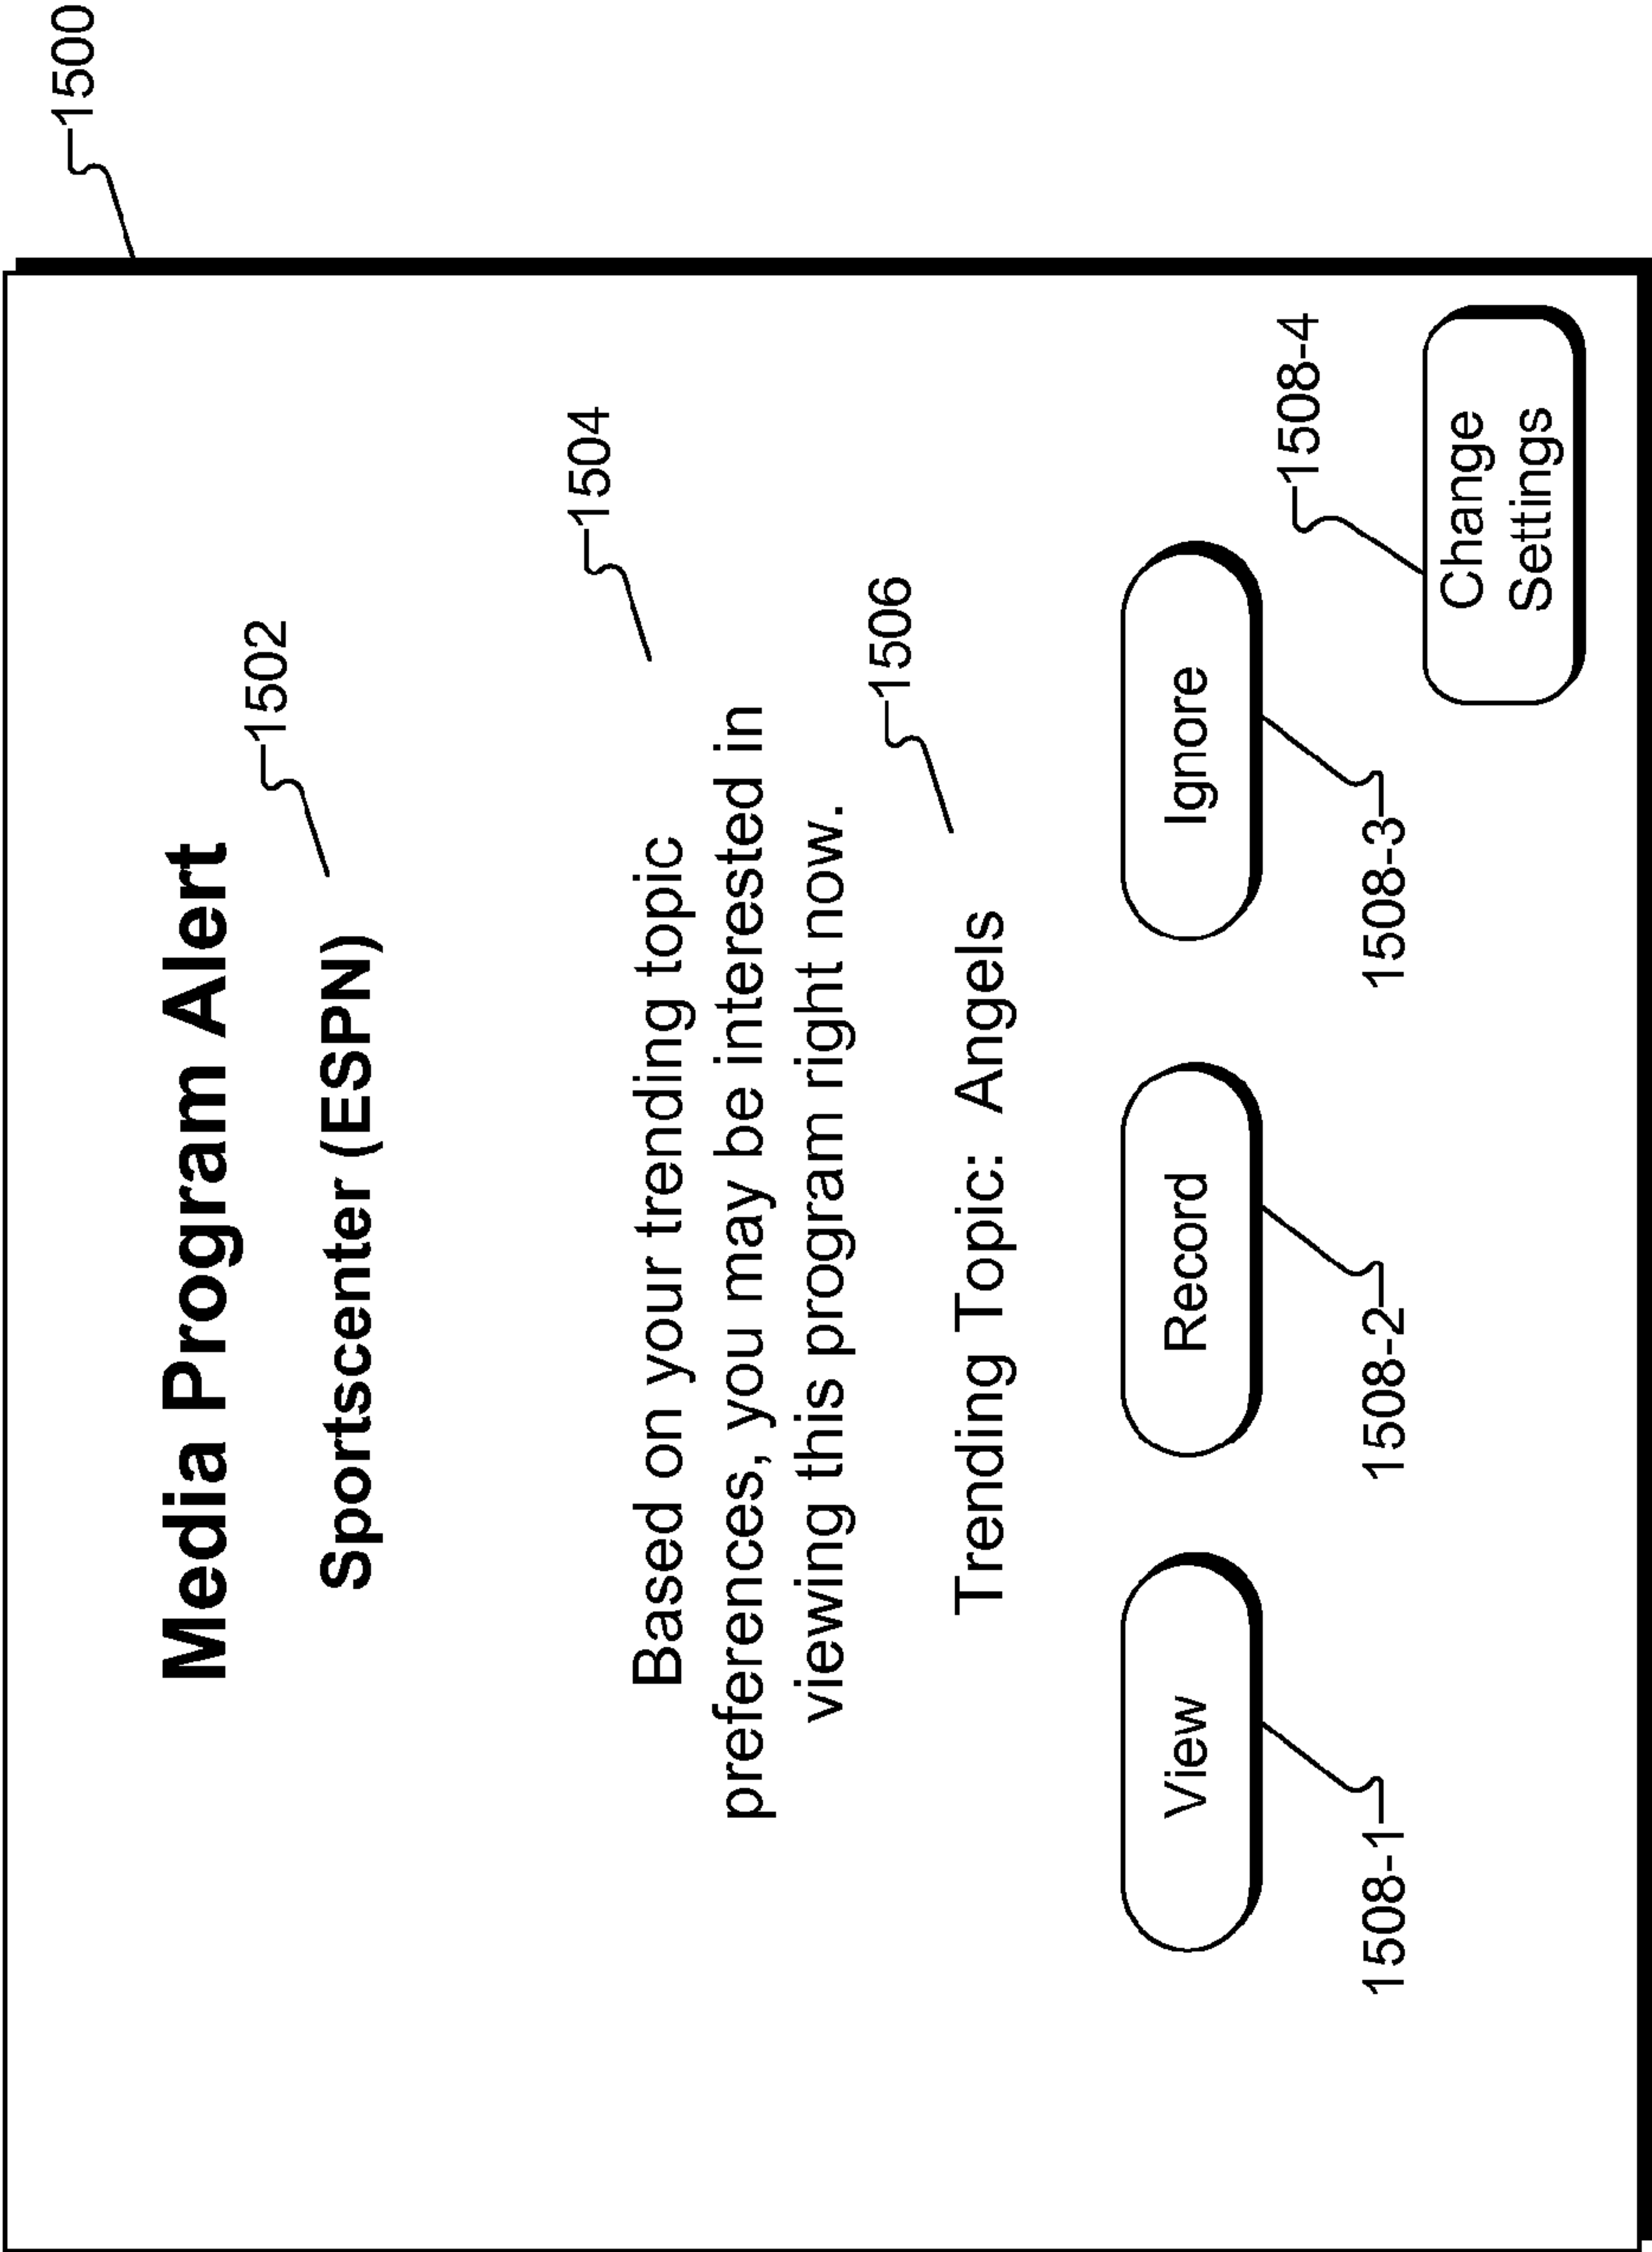 1500
Media Program Alert
1502
Sportscenter (ESPN)
1504
Based on your trending topic
preferences, you may be interested in
viewing this program right now.
1506
Trending Topic: Angels
View
Record
Ignore
1508-1
1508-2
1508-3
1508-4
Change
Settings